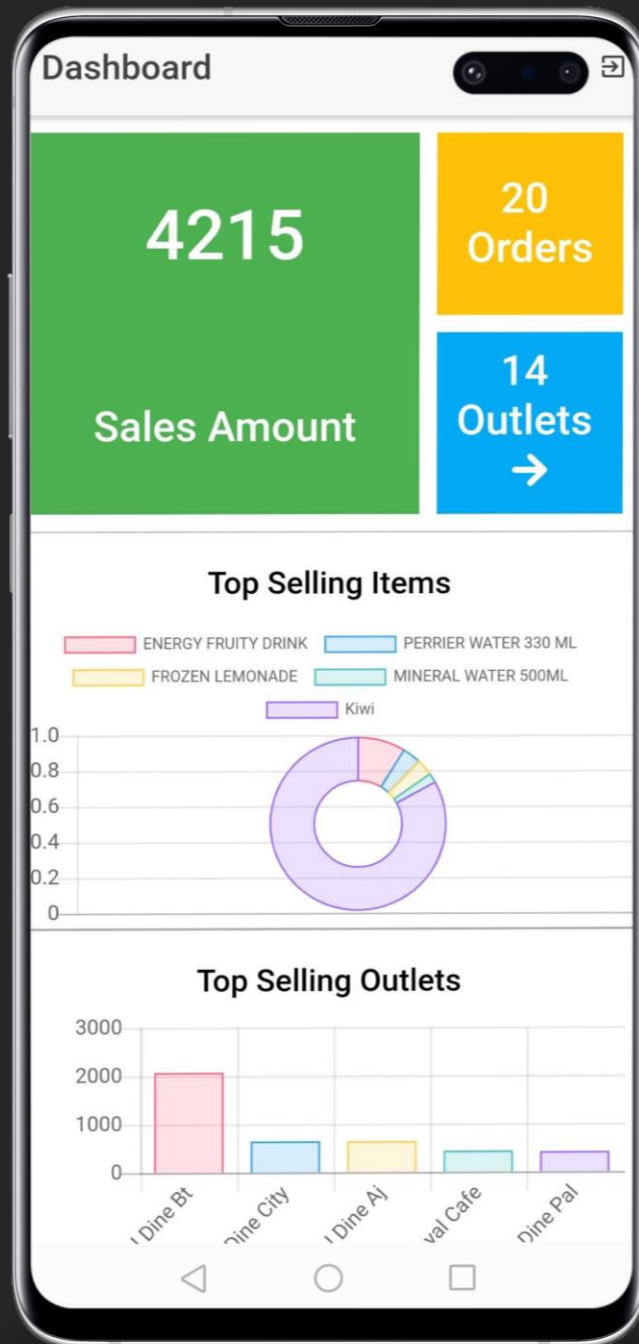 Dashboard
4215
Sales Amount
20
Orders
14
Outlets
Top Selling Items
ENERGY FRUITY DRINK PERRIER WATER 330 ML
FROZEN LEMONADE MINERAL WATER 500ML
Kiwi
1.0
0.8
0.6
0.4
0.2
0
Top Selling Outlets
3000
2000
1000
0
Dine Bt
Dine City
Dine Aj
Cafe
Dine Pal